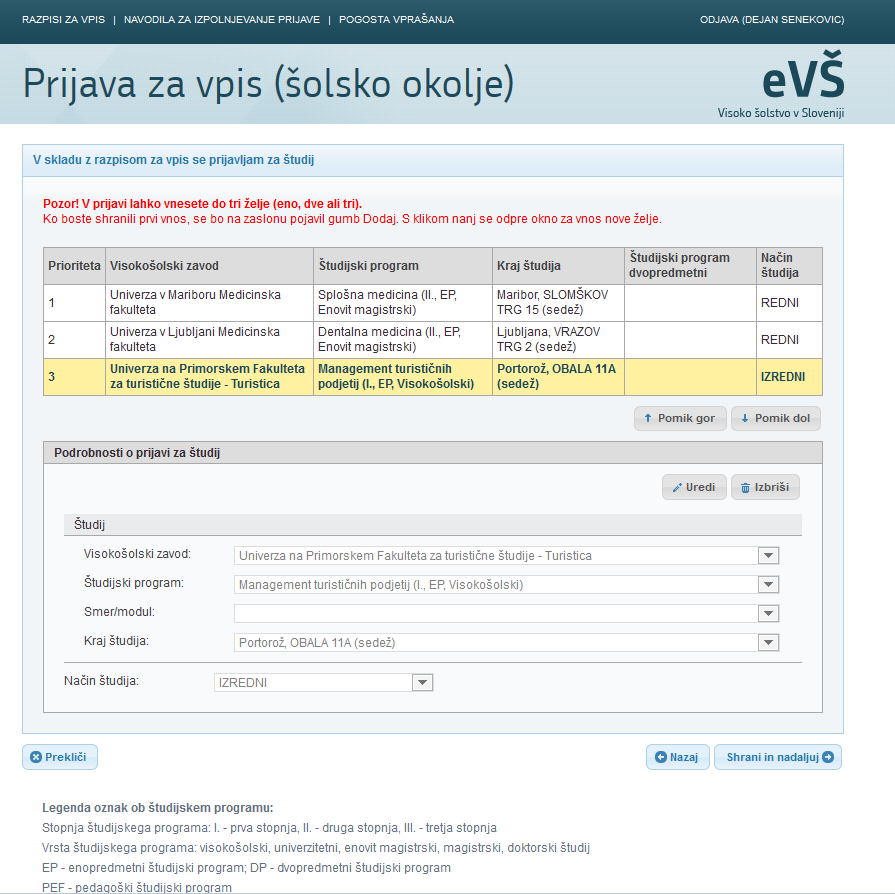 RAZPISI ZA VPIS | NAVODILA ZA IZPOLNJEVANJE PRIJAVE | POGOSTA VPRAŠANJA ODJAVA (DEJAN SENEKOVIC)
Prijava za vpis (šolsko okolje)
eVŠ
Visoko šolstvo v Sloveniji
V skladu z razpisom za vpis se prijavljam za študij
Pozor! V prijavi lahko vnesete do tri želje (eno, dve ali tri).
Ko boste shranili prvi vnos, se bo na zaslonu pojavil gumb Dodaj. S klikom nanj se odpre okno za vnos nove želje.
Prioriteta Visokošolski zavod Študijski program Kraj študija Študijski program dvopredmetni Način študija
1 Univerza v Mariboru Medicinska fakulteta Splošna medicina (II., EP, Enovit magistrski) Maribor, SLOMŠKOV TRG 15 (sedež) REDNI
2 Univerza v Ljubljani Medicinska fakulteta Dentalna medicina (II., EP, Enovit magistrski) Ljubljana, VRAZOV TRG 2 (sedež) REDNI
3 Univerza na Primorskem Fakulteta za turistične študije - Turistica Management turističnih podjetij (I., EP, Visokošolski) Portorož, OBALA 11A (sedež) IZREDNI
Pomik gor Pomik dol
Podrobnosti o prijavi za študij
Uredi Izbriši
Študij
Visokošolski zavod: Univerza na Primorskem Fakulteta za turistične študije - Turistica
Študijski program: Management turističnih podjetij (I., EP, Visokošolski)
Smer/modul:
Kraj študija: Portorož, OBALA 11A (sedež)
Način študija: IZREDNI
Prekliči Nazaj Shrani in nadaljuj
Legenda oznak ob študijskem programu:
Stopnja študijskega programa: I. - prva stopnja, II. - druga stopnja, III. - tretja stopnja
Vrsta študijskega programa: visokošolski, univerzitetni, enovit magistrski, magistrski, doktorski študij
EP - enopredmetni študijski program; DP - dvopredmetni študijski program
PEF - pedagoški študijski program